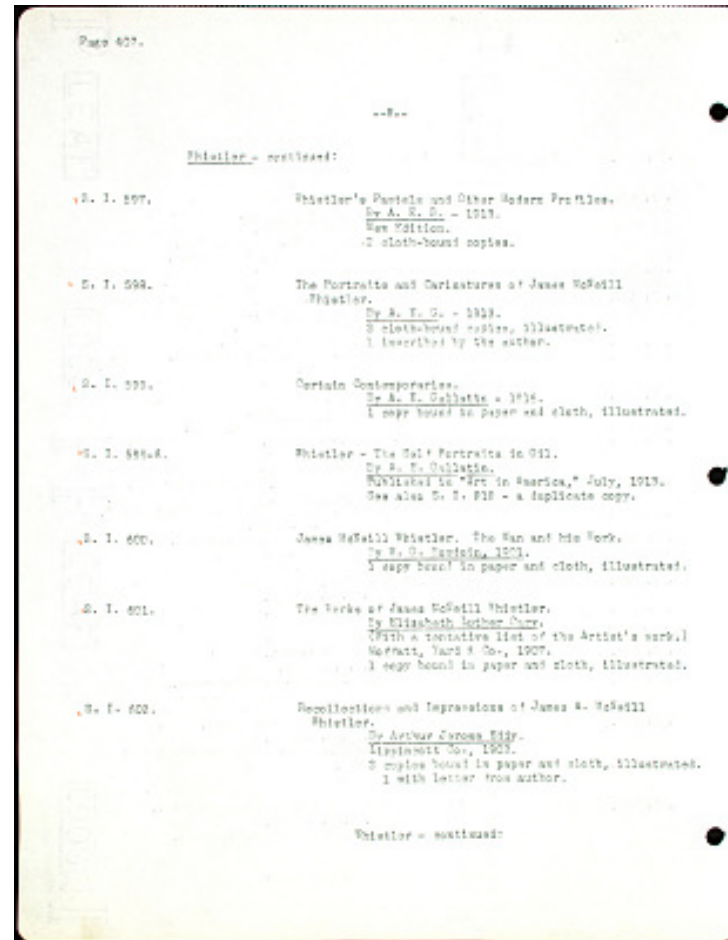 Page 407.
--8--
Whistler - continued:
S. I. 597.
Whistler's Pastels and Other Modern Profiles.
By A. E. G. - 1913.
New Edition.
2 cloth-bound copies.
S. I. 598.
The Portraits and Caricatures of James McNeill
Whistler.
By A. E. G. - 1913.
3 cloth-bound copies, illustrated.
1 inscribed by the author.
S. I. 599.
Certain Contemporaries.
By A. E. Gallatin - 1916.
1 copy bound in paper and cloth, illustrated.
S. I. 599-A.
Whistler - The Self Portraits in Oil.
By A. E. Gallatin.
Published in "Art in America," July, 1913.
See also S. I. - a duplicate copy.
S. I. 600.
James McNeill Whistler. The Man and his Work.
By W. G. Bowdoin, 1901.
1 copy bound in paper and cloth, illustrated.
S. I. 601.
The Works of James McNeill Whistler.
By Elisabeth Luther Cary.
(With a tentative list of the Artist's work.)
Moffatt, Yard & Co., 1907.
1 copy bound in paper and cloth, illustrated.
S. I. 602.
Recollections and Impressions of James A. McNeill
Whistler.
By Arthur Jerome Eddy.
Lippincott Co., 1903.
copies bound in paper and cloth, illustrated.
1 with letter from author.
Whistler - continued: